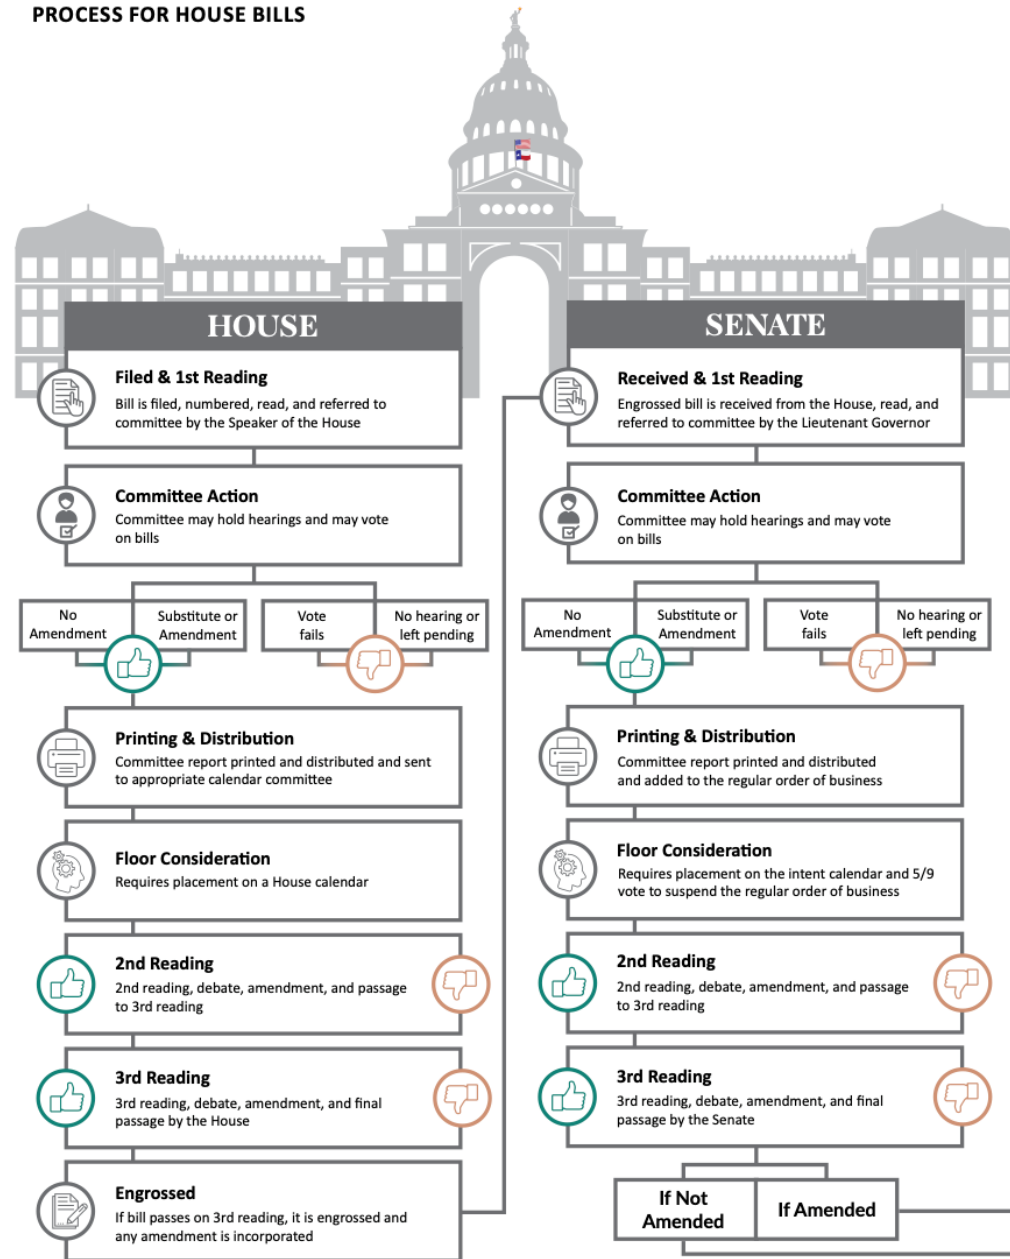 PROCESS FOR HOUSE BILLS
HOUSE
Filed & 1st Reading
Bill is filed, numbered, read, and referred to
committee by the Speaker of the House
Committee Action
Committee may hold hearings and may vote
on bills
No
Amendment
Substitute or
Amendment
Vote
fails
No hearing or
left pending
Printing & Distribution
Committee report printed and distributed and sent
to appropriate calendar committee
Floor Consideration
Requires placement on a House calendar
2nd Reading
2nd reading, debate, amendment, and passage
to 3rd reading
3rd Reading
3rd reading, debate, amendment, and final
passage by the House
Engrossed
If bill passes on 3rd reading, it is engrossed and
any amendment is incorporated
SENATE
Received & 1st Reading
Engrossed bill is received from the House, read, and
referred to committee by the Lieutenant Governor
Committee Action
Committee may hold hearings and may vote
on bills
No
Amendment
Substitute or
Amendment
Vote
fails
No hearing or
left pending
Printing & Distribution
Committee report printed and distributed
and added to the regular order of business
Floor Consideration
Requires placement on the intent calendar and 5/9
vote to suspend the regular order of business
2nd Reading
2nd reading, debate, amendment, and passage
to 3rd reading
3rd Reading
3rd reading, debate, amendment, and final
passage by the Senate
If Not
Amended
If Amended